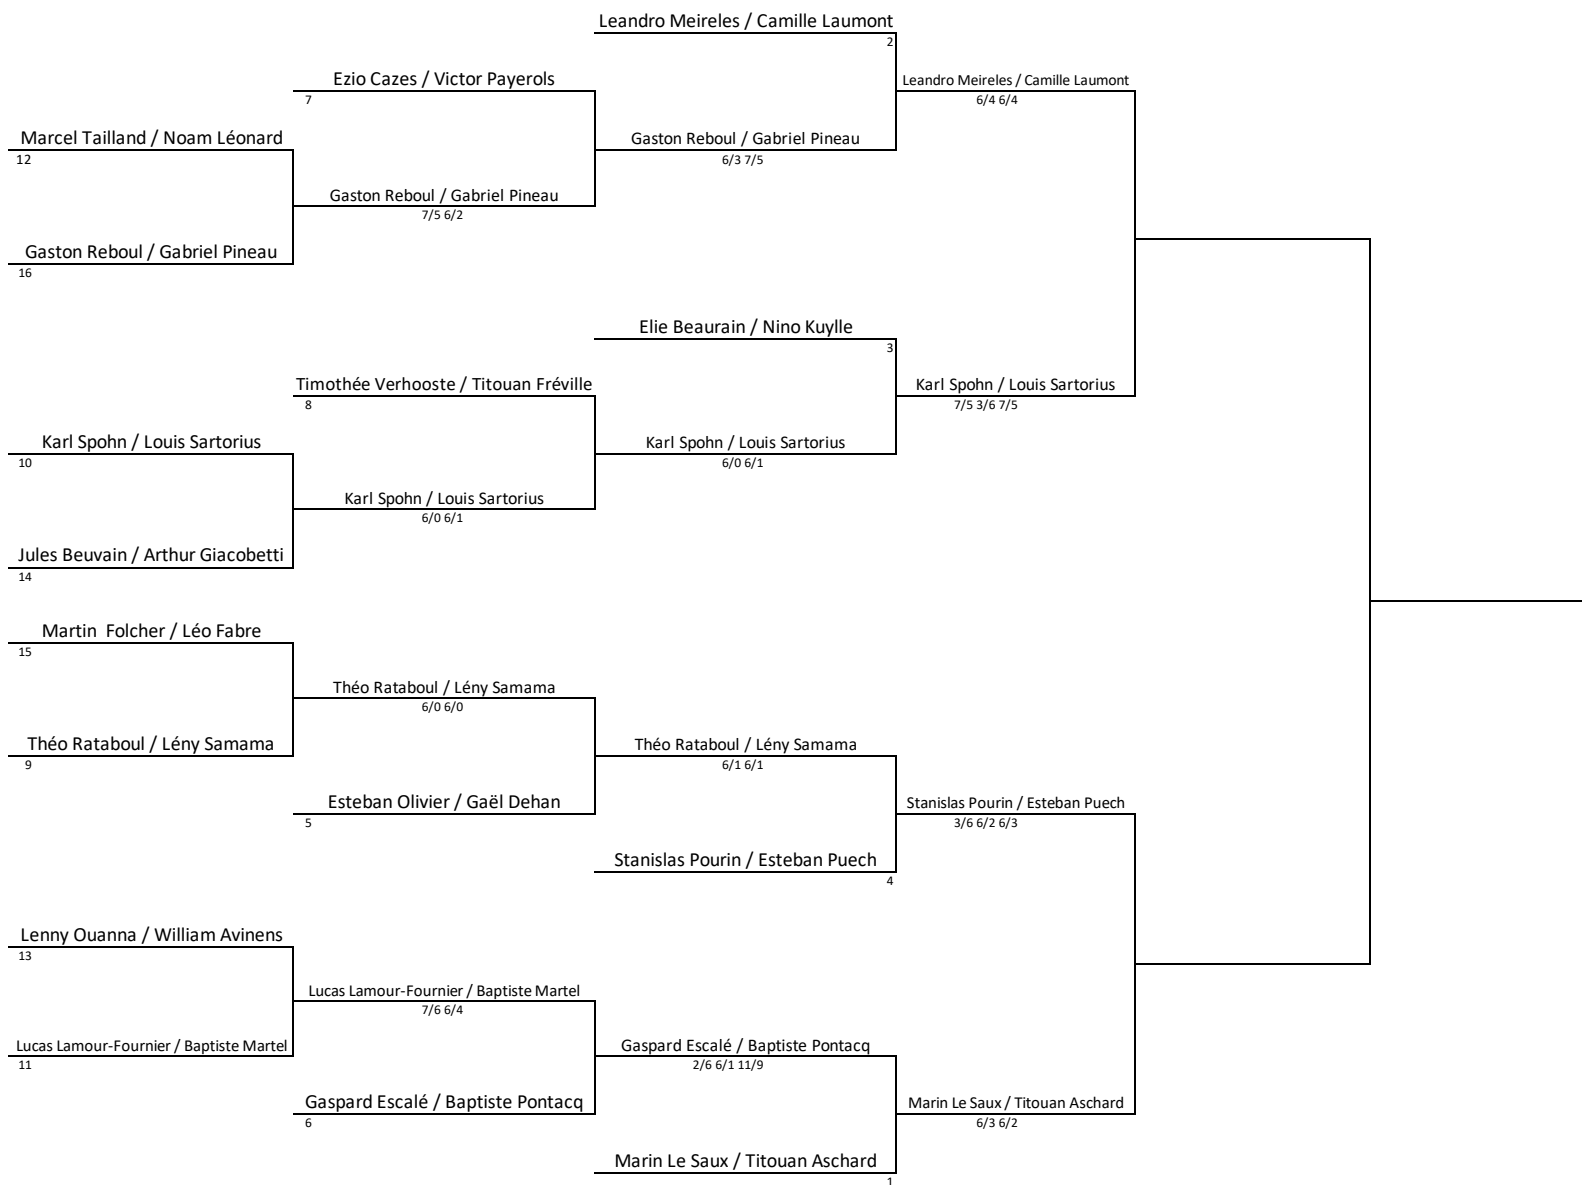 Leandro Meireles / Camille Laumont
2
Ezio Cazes / Victor Payerols
7
Leandro Meireles / Camille Laumont
6/4 6/4
Marcel Tailland / Noam Léonard
12
Gaston Reboul / Gabriel Pineau
6/3 7/5
Gaston Reboul / Gabriel Pineau
7/5 6/2
Gaston Reboul / Gabriel Pineau
16
Elie Beaurain / Nino Kuylle
3
Timothée Verhooste / Titouan Fréville
8
Karl Spohn / Louis Sartorius
7/5 3/6 7/5
Karl Spohn / Louis Sartorius
10
Karl Spohn / Louis Sartorius
6/0 6/1
Karl Spohn / Louis Sartorius
6/0 6/1
Jules Beuvain / Arthur Giacobetti
14
Martin  Folcher / Léo Fabre
15
Théo Rataboul / Lény Samama
6/0 6/0
Théo Rataboul / Lény Samama
9
Théo Rataboul / Lény Samama
6/1 6/1
Esteban Olivier / Gaël Dehan
5
Stanislas Pourin / Esteban Puech
3/6 6/2 6/3
Stanislas Pourin / Esteban Puech
4
Lenny Ouanna / William Avinens
13
Lucas Lamour-Fournier / Baptiste Martel
7/6 6/4
Lucas Lamour-Fournier / Baptiste Martel
11
Gaspard Escalé / Baptiste Pontacq
2/6 6/1 11/9
Gaspard Escalé / Baptiste Pontacq
6
Marin Le Saux / Titouan Aschard
6/3 6/2
Marin Le Saux / Titouan Aschard
1